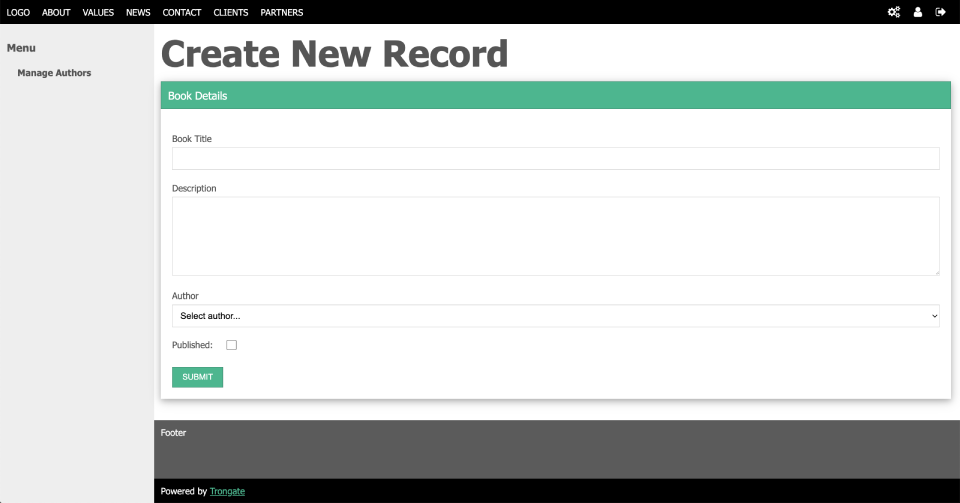 LOGO ABOUT VALUES NEWS CONTACT CLIENTS PARTNERS
Menu
Manage Authors
Create New Record
Book Details
Book Title
Description
Author
Select author...
Published:
SUBMIT
Footer
Powered by Trongate